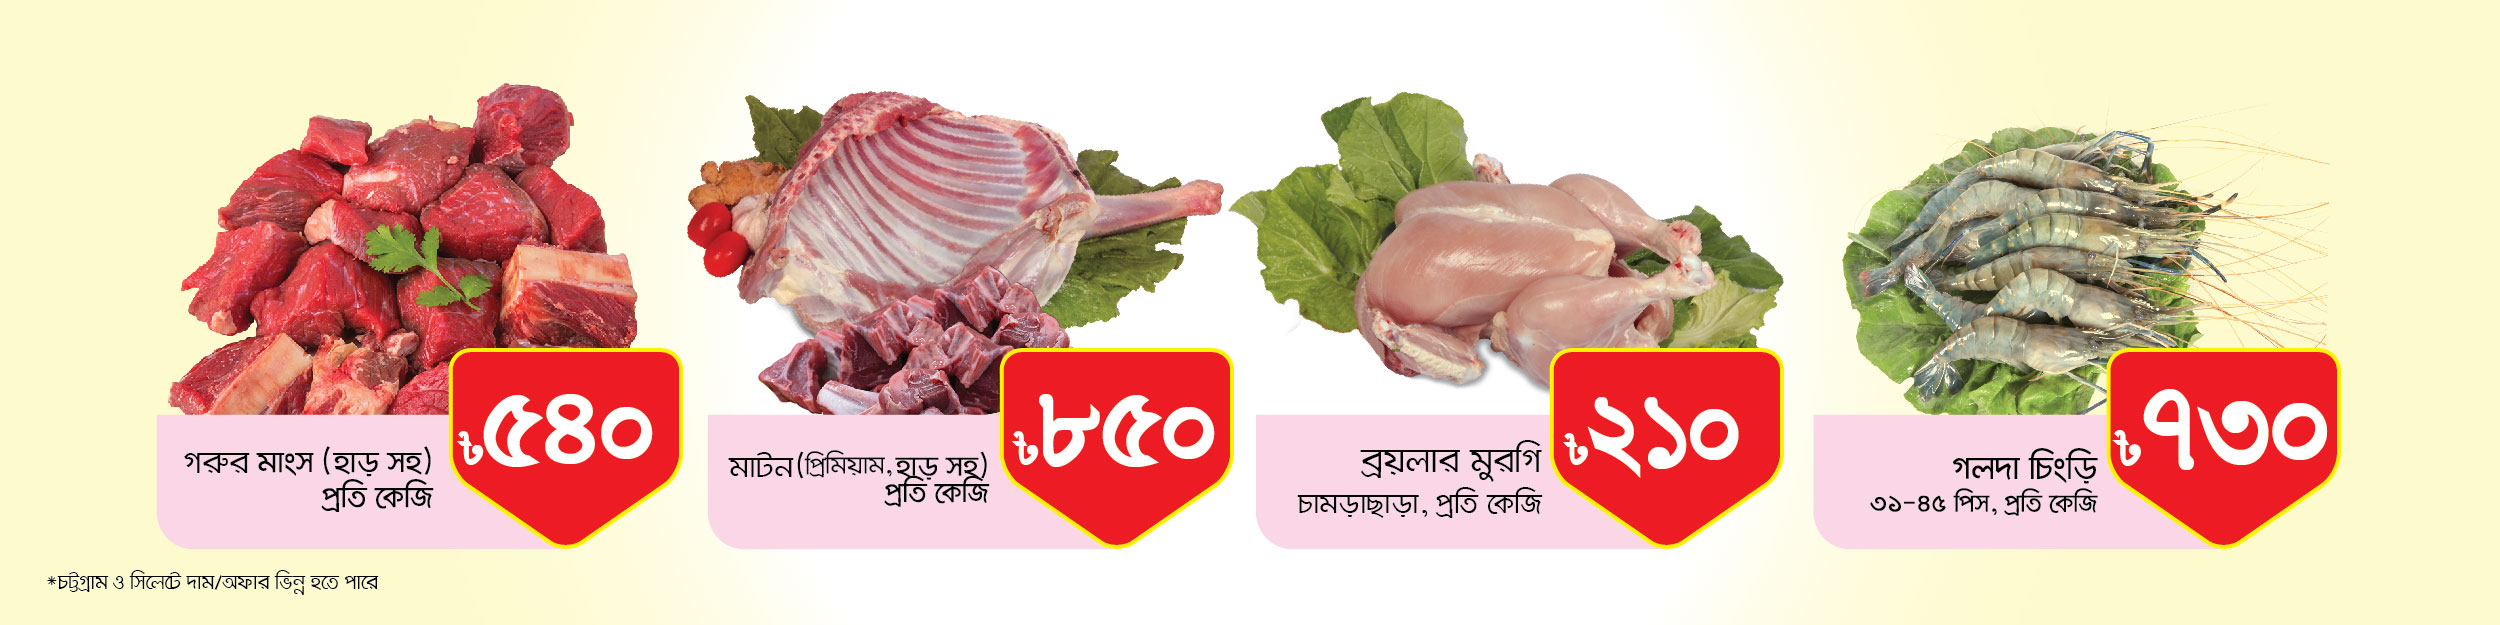 গরুর মাংস (হাড় সহ)
প্রতি কেজি
৳৫৪০
মাটন (প্রিমিয়াম, হাড় সহ)
প্রতি কেজি
৳৮৫০
ব্রয়লার মুরগি
চামড়াছাড়া, প্রতি কেজি
৳২১০
গলদা চিংড়ি
৩১-৪৫ পিস, প্রতি কেজি
৳৭৩০
*চট্টগ্রাম ও সিলেটে দাম/অফার ভিন্ন হতে পারে